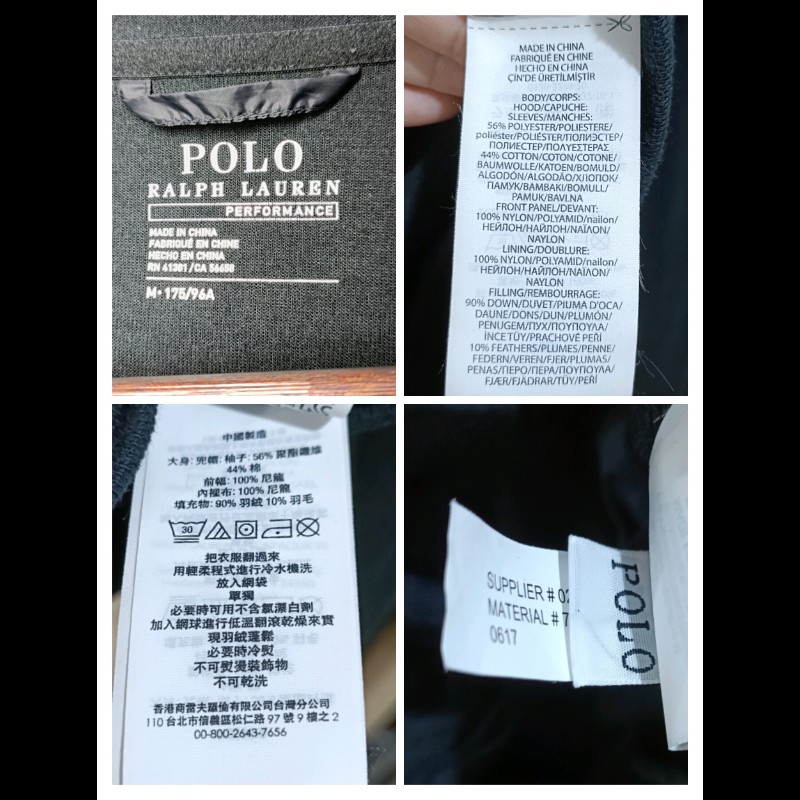 POLO
RALPH LAUREN
PERFORMANCE
MADE IN CHINA
FABRIQUÉ EN CHINE
HECHO EN CHINA
RN 41381 / CA 56688
M • 175/96A
MADE IN CHINA
FABRIQUÉ EN CHINE
HECHO EN CHINA
ÇİN'DE ÜRETİLMİŞTİR
BODY/CORPS:
HOOD/CAPUCHE:
SLEEVES/MANCHES:
56% POLYESTER/POLIESTERE/
poliéster/POLIÉSTER/ПОЛИЭСТЕР/
ПОЛИЕСТЕР/ΠΟΛΥΕΣΤΕΡΑΣ
44% COTTON/COTON/COTONE/
BAUMWOLLE/KATOEN/BOMULD/
ALGODÓN/ALGODÃO/ХЛОПОК/
ПАМУК/ΒΑΜΒΑΚΙ/BOMULL/
PAMUK/BAVLNA
FRONT PANEL/DEVANT:
100% NYLON/POLYAMID/nailon/
НЕЙЛОН/НАЙЛОН/ΝΑΪΛΟΝ/
NAYLON
LINING/DOUBLURE:
100% NYLON/POLYAMID/nailon/
НЕЙЛОН/НАЙЛОН/ΝΑΪΛΟΝ/
NAYLON
FILLING/REMBOURRAGE:
90% DOWN/DUVET/PIUMA D'OCA/
DAUNE/DONS/DUN/PLUMÓN/
PENUGEM/ПУХ/ΠΟΥΠΟΥΛΑ/
İNCE TÜY/PRACHOVÉ PEŘÍ
10% FEATHERS/PLUMES/PENNE/
FEDERN/VEREN/FJER/PLUMAS/
PENAS/ПЕРО/ПЕРА/ΠΟΥΠΟΥΛΑ/
FJÆR/FJÄDRAR/TÜY/PEŘÍ
中國製造
大身: 兜帽: 袖子: 56% 聚酯纖維
44% 棉
前幅: 100% 尼龍
內裡布: 100% 尼龍
填充物: 90% 羽絨 10% 羽毛
30
把衣服翻過來
用輕柔程式進行冷水機洗
放入網袋
單獨
必要時可用不含氯漂白劑
加入網球進行低溫翻滾乾燥來實
現羽絨蓬鬆
必要時冷熨
不可熨燙裝飾物
不可乾洗
香港商雷夫羅倫有限公司台灣分公司
110 台北市信義區松仁路 97 號 9 樓之 2
00-800-2643-7656
SUPPLIER # 02
MATERIAL # 7
0617
POLO